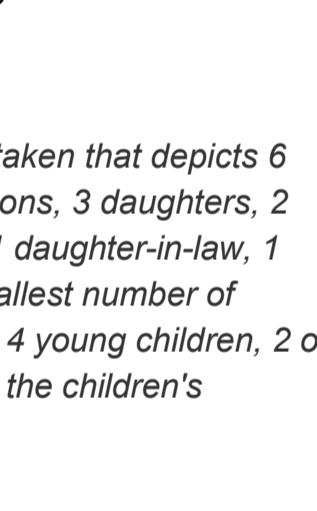 taken that depicts 6
ons, 3 daughters, 2
daughter-in-law, 1
allest number of
4 young children, 2 o
the children's